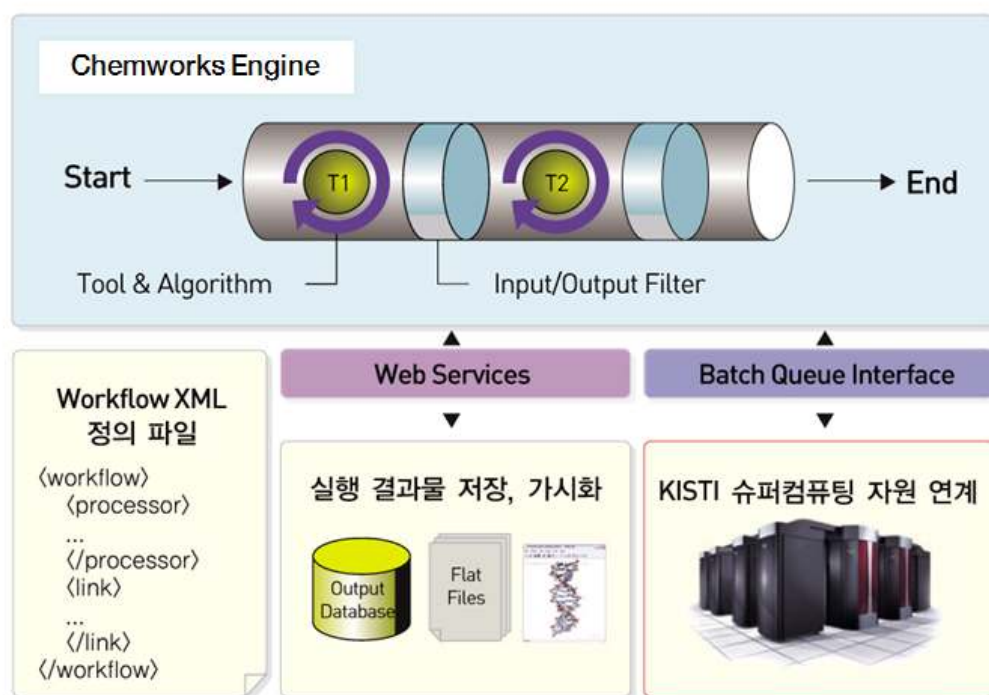 Chemworks Engine
Start
T1
T2
End
Tool & Algorithm
Input/Output Filter
Web Services
Batch Queue Interface
Workflow XML
정의 파일
〈workflow〉
〈processor〉
...
〈/processor〉
〈link〉
...
〈/link〉
〈/workflow〉
실행 결과물 저장, 가시화
Output
Database
Flat
Files
KISTI 슈퍼컴퓨팅 자원 연계